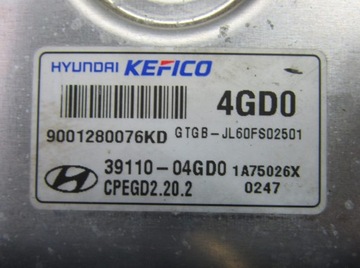 HYUNDAI KEFICO
4GD0
9001280076KD GTGB-JL60FS02501
39110-04GD0 1A75026X
CPEGD2.20.2 0247